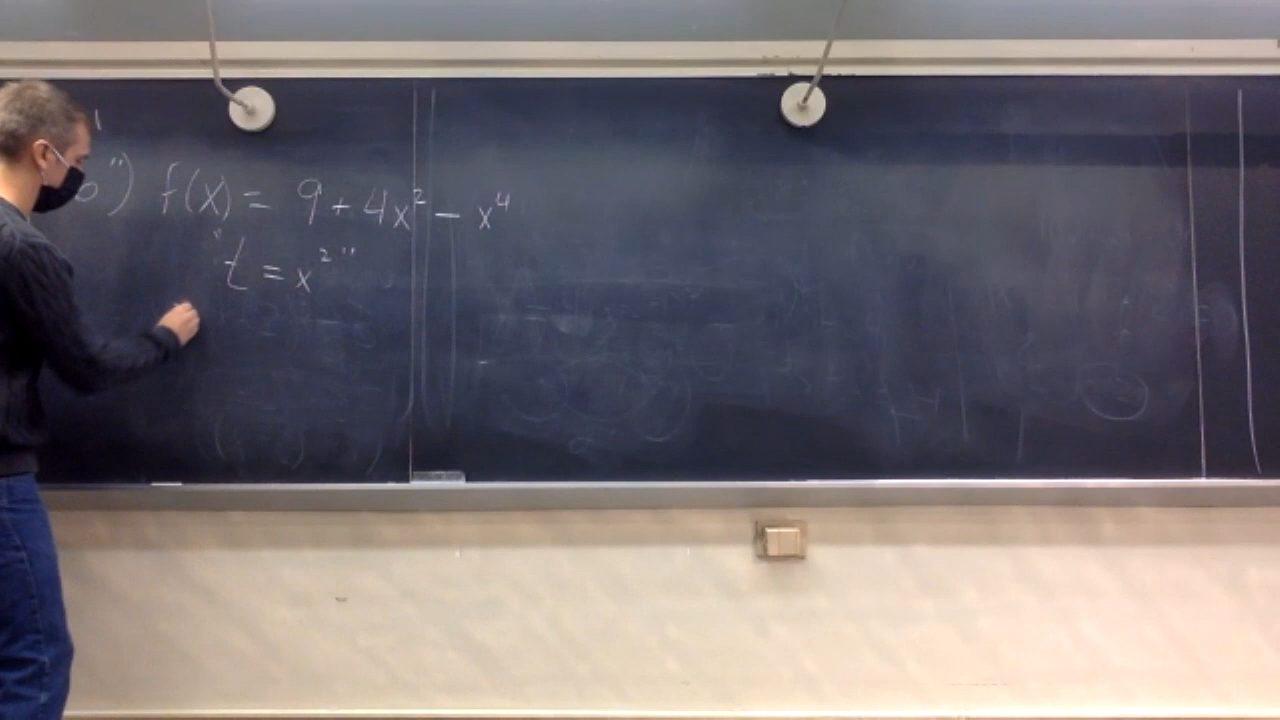 b") f(x) = 9 + 4x² - x⁴
"t = x²"